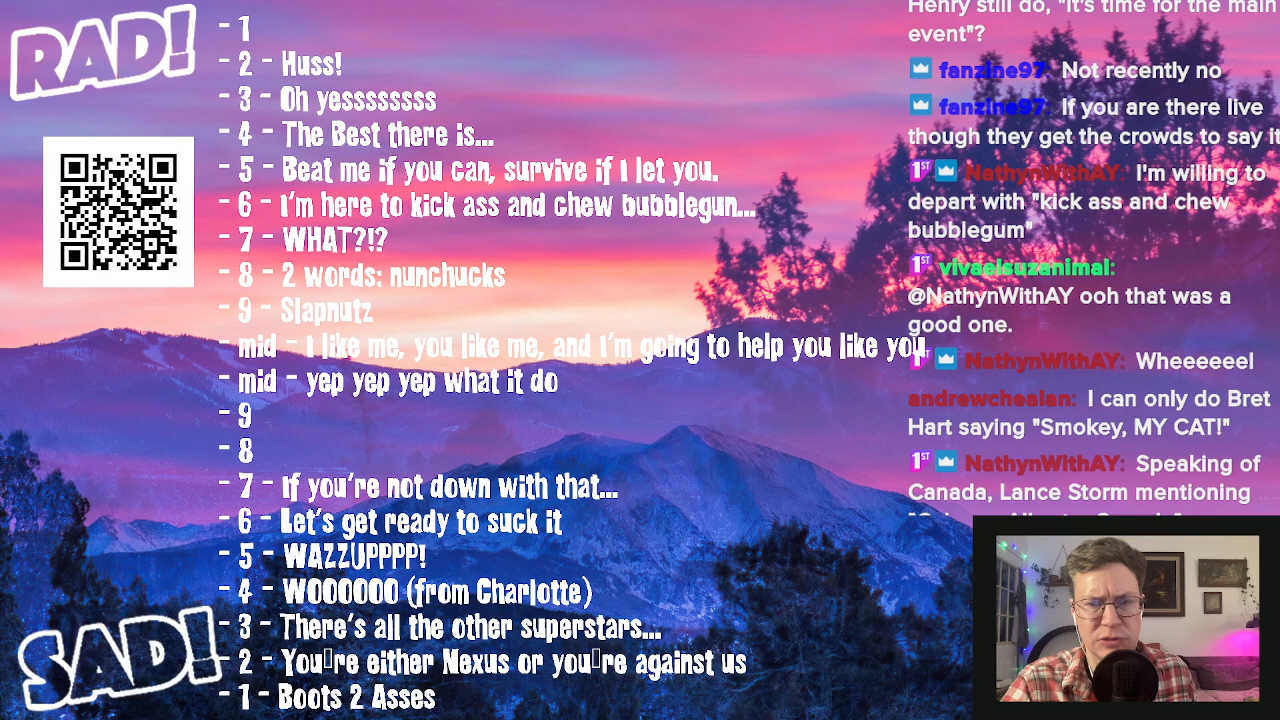 RAD!
- 1
- 2 - Huss!
- 3 - Oh yessssssss
- 4 - The Best there is...
- 5 - Beat me if you can, survive if I let you.
- 6 - I'm here to kick ass and chew bubblegun...
- 7 - WHAT?!?
- 8 - 2 words: nunchucks
- 9 - Slapnutz
- mid - I like me, you like me, and I'm going to help you like you
- mid - yep yep yep what it do
- 9
- 8
- 7 - If you're not down with that...
- 6 - Let's get ready to suck it
- 5 - WAZZUPPPP!
- 4 - WOOOOOO (from Charlotte)
- 3 - There's all the other superstars...
- 2 - You▯re either Nexus or you▯re against us
- 1 - Boots 2 Asses
SAD!
Henry still do, "It's time for the main
event"?
fanzine97: Not recently no
fanzine97: If you are there live
though they get the crowds to say it
1ST NathynWithAY: I'm willing to
depart with "kick ass and chew
bubblegum"
1ST vivaelsuzanimal:
@NathynWithAY ooh that was a
good one.
1ST NathynWithAY: Wheeeeeel
andrewchealan: I can only do Bret
Hart saying "Smokey, MY CAT!"
1ST NathynWithAY: Speaking of
Canada, Lance Storm mentioning